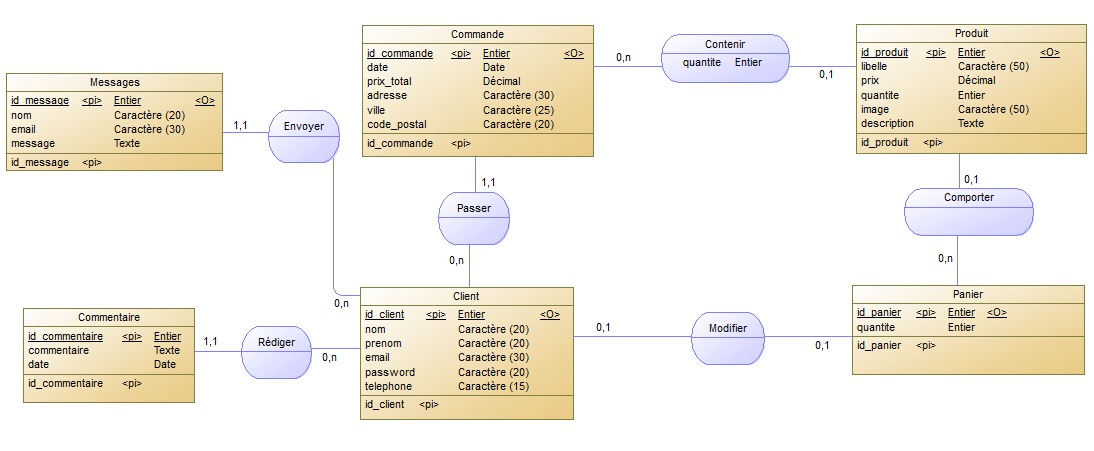 Messages
id_message <pi> Entier <O>
nom Caractère (20)
email Caractère (30)
message Texte
id_message <pi>
1,1
Envoyer
0,n
Commande
id_commande <pi> Entier <O>
date Date
prix_total Décimal
adresse Caractère (30)
ville Caractère (25)
code_postal Caractère (20)
id_commande <pi>
0,n
Contenir
quantite Entier
0,1
Produit
id_produit <pi> Entier <O>
libelle Caractère (50)
prix Décimal
quantite Entier
image Caractère (50)
description Texte
id_produit <pi>
1,1
Passer
0,n
0,1
Comporter
0,n
Commentaire
id_commentaire <pi> Entier
commentaire Texte
date Date
id_commentaire <pi>
1,1
Rédiger
0,n
Client
id_client <pi> Entier <O>
nom Caractère (20)
prenom Caractère (20)
email Caractère (30)
password Caractère (20)
telephone Caractère (15)
id_client <pi>
0,1
Modifier
0,1
Panier
id_panier <pi> Entier <O>
quantite Entier
id_panier <pi>